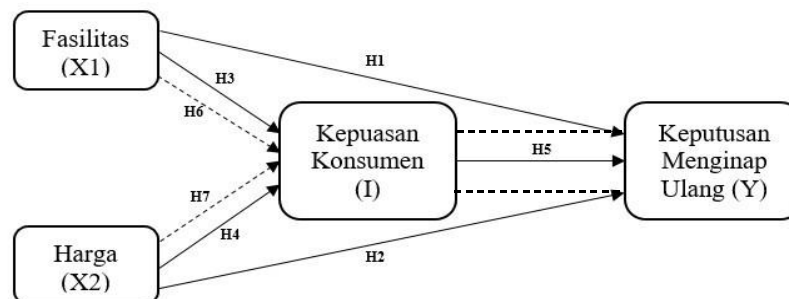 Fasilitas
(X1)
H1
H3
H6
Kepuasan
Konsumen
(I)
H5
Keputusan
Menginap
Ulang (Y)
H7
H4
H2
Harga
(X2)